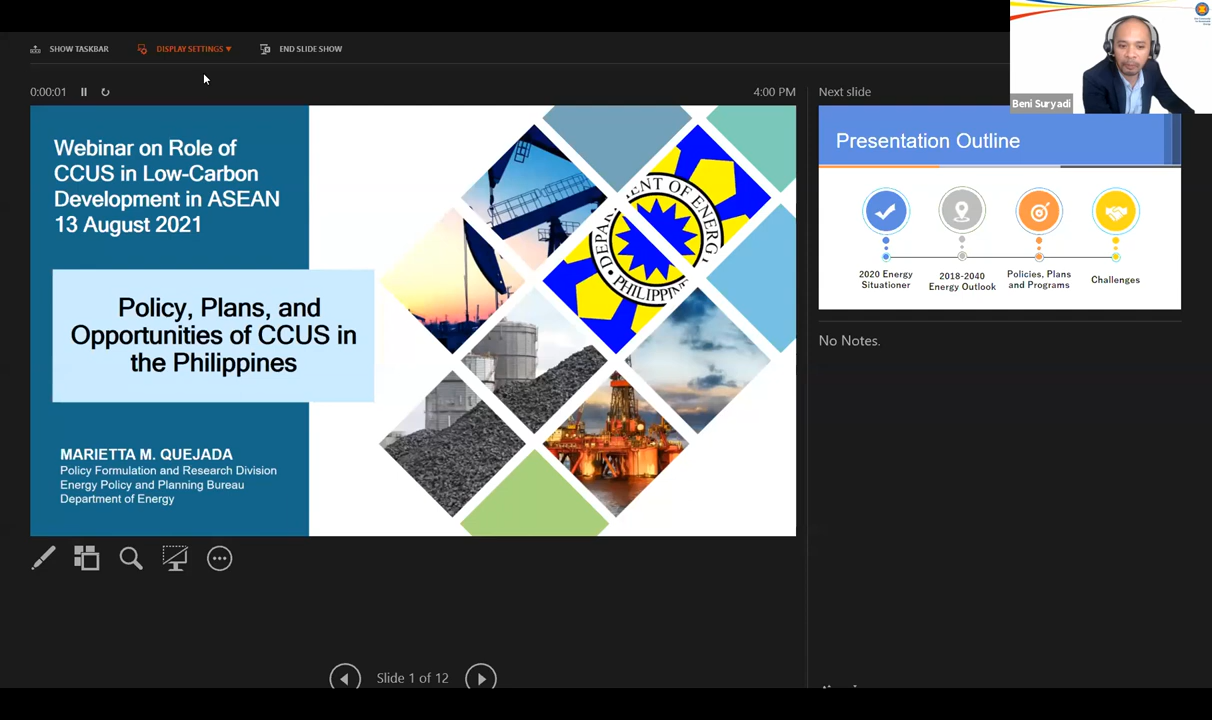 SHOW TASKBAR
DISPLAY SETTINGS ▾
END SLIDE SHOW
0:00:01
4:00 PM
Next slide
Beni Suryadi
Webinar on Role of
CCUS in Low-Carbon
Development in ASEAN
13 August 2021
Policy, Plans, and
Opportunities of CCUS in
the Philippines
MARIETTA M. QUEJADA
Policy Formulation and Research Division
Energy Policy and Planning Bureau
Department of Energy
Presentation Outline
2020 Energy
Situationer
2018-2040
Energy Outlook
Policies, Plans
and Programs
Challenges
No Notes.
Slide 1 of 12